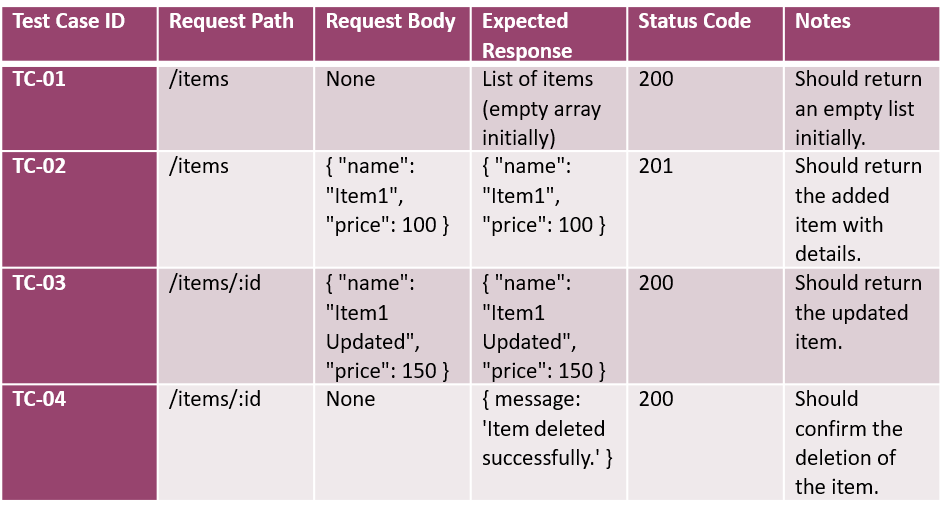 Test Case ID
Request Path
Request Body
Expected
Response
Status Code
Notes
TC-01
/items
None
List of items
(empty array
initially)
200
Should return
an empty list
initially.
TC-02
/items
{ "name":
"Item1",
"price": 100 }
{ "name":
"Item1",
"price": 100 }
201
Should return
the added
item with
details.
TC-03
/items/:id
{ "name":
"Item1
Updated",
"price": 150 }
{ "name":
"Item1
Updated",
"price": 150 }
200
Should return
the updated
item.
TC-04
/items/:id
None
{ message:
'Item deleted
successfully.' }
200
Should
confirm the
deletion of
the item.